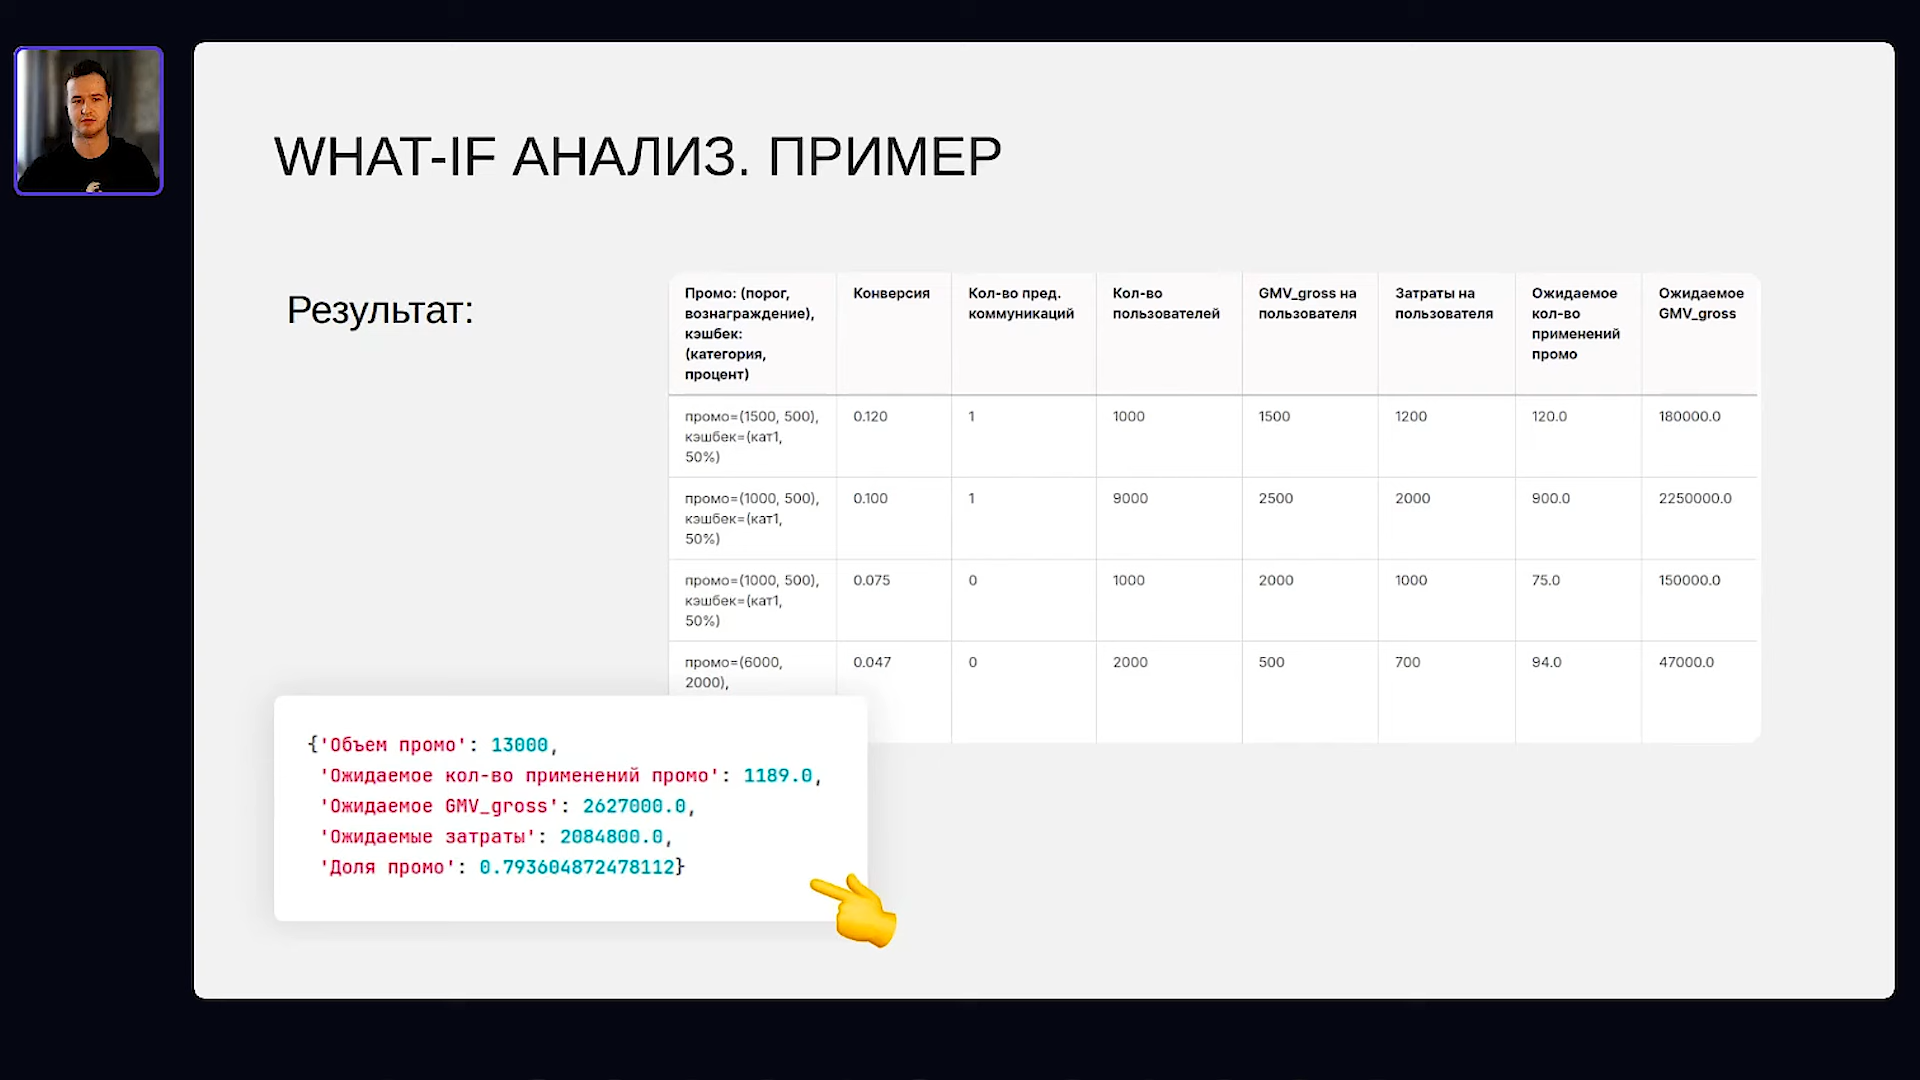 WHAT-IF АНАЛИЗ. ПРИМЕР
Результат:
Промо: (порог,
вознаграждение),
кэшбек:
(категория,
процент)
Конверсия
Кол-во пред.
коммуникаций
Кол-во
пользователей
GMV_gross на
пользователя
Затраты на
пользователя
Ожидаемое
кол-во
применений
промо
Ожидаемое
GMV_gross
промо=(1500, 500),
кэшбек=(кат1,
50%)
0.120
1
1000
1500
1200
120.0
180000.0
промо=(1000, 500),
кэшбек=(кат1,
50%)
0.100
1
9000
2500
2000
900.0
2250000.0
промо=(1000, 500),
кэшбек=(кат1,
50%)
0.075
0
1000
2000
1000
75.0
150000.0
промо=(6000,
2000),
0.047
0
2000
500
700
94.0
47000.0
{'Объем промо': 13000,
'Ожидаемое кол-во применений промо': 1189.0,
'Ожидаемое GMV_gross': 2627000.0,
'Ожидаемые затраты': 2084800.0,
'Доля промо': 0.793604872478112}